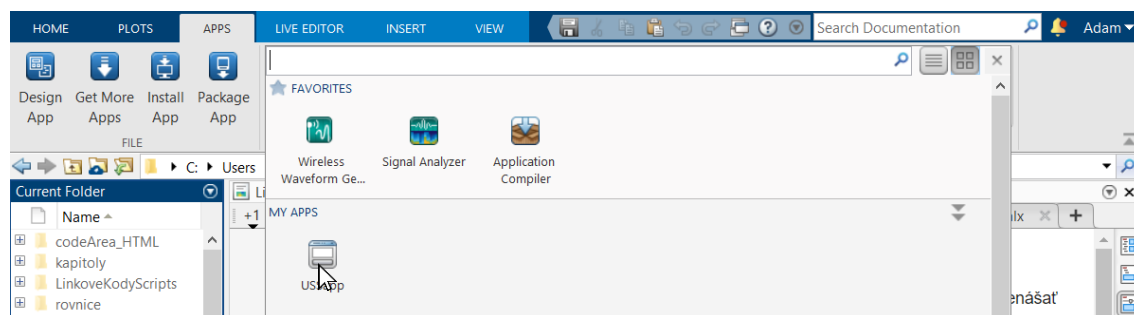 HOME PLOTS APPS LIVE EDITOR INSERT VIEW Search Documentation Adam
Design App
Get More Apps
Install App
Package App
FILE
FAVORITES
Wireless Waveform Ge...
Signal Analyzer
Application Compiler
MY APPS
C: Users
Current Folder
Name
codeArea_HTML
kapitoly
LinkoveKodyScripts
rovnice
Li
+1
lx
enášať